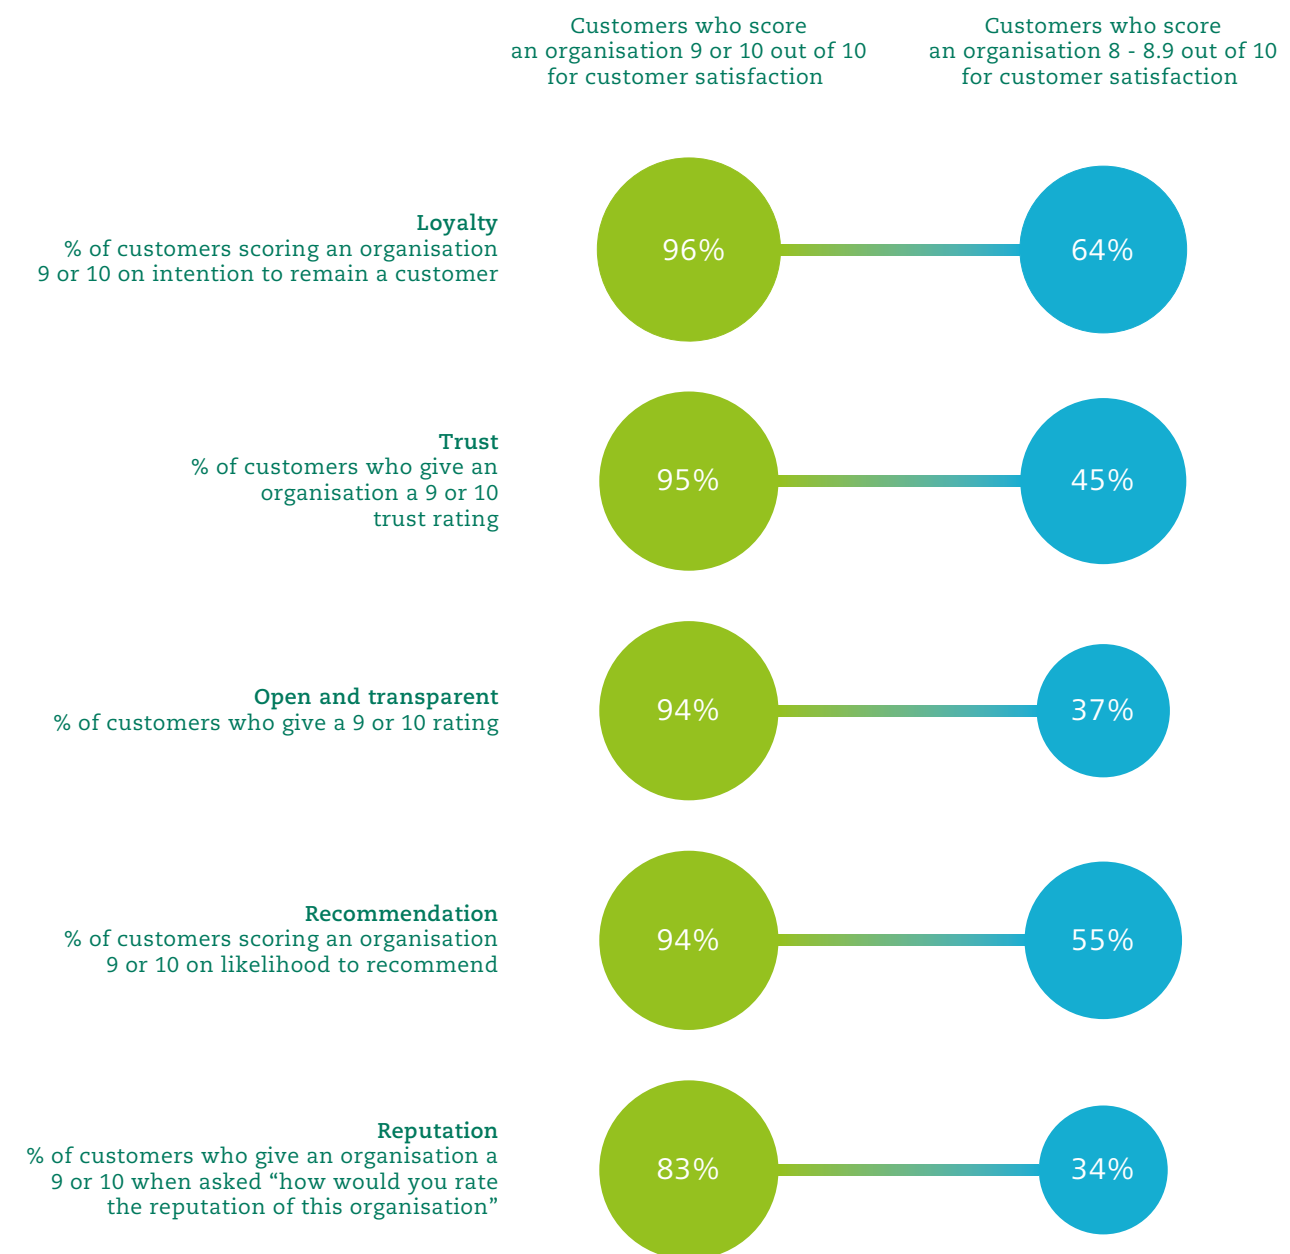 Customers who score
an organisation 9 or 10 out of 10
for customer satisfaction
Customers who score
an organisation 8 - 8.9 out of 10
for customer satisfaction
Loyalty
% of customers scoring an organisation
9 or 10 on intention to remain a customer
96%
64%
Trust
% of customers who give an
organisation a 9 or 10
trust rating
95%
45%
Open and transparent
% of customers who give a 9 or 10 rating
94%
37%
Recommendation
% of customers scoring an organisation
9 or 10 on likelihood to recommend
94%
55%
Reputation
% of customers who give an organisation a
9 or 10 when asked “how would you rate
the reputation of this organisation”
83%
34%